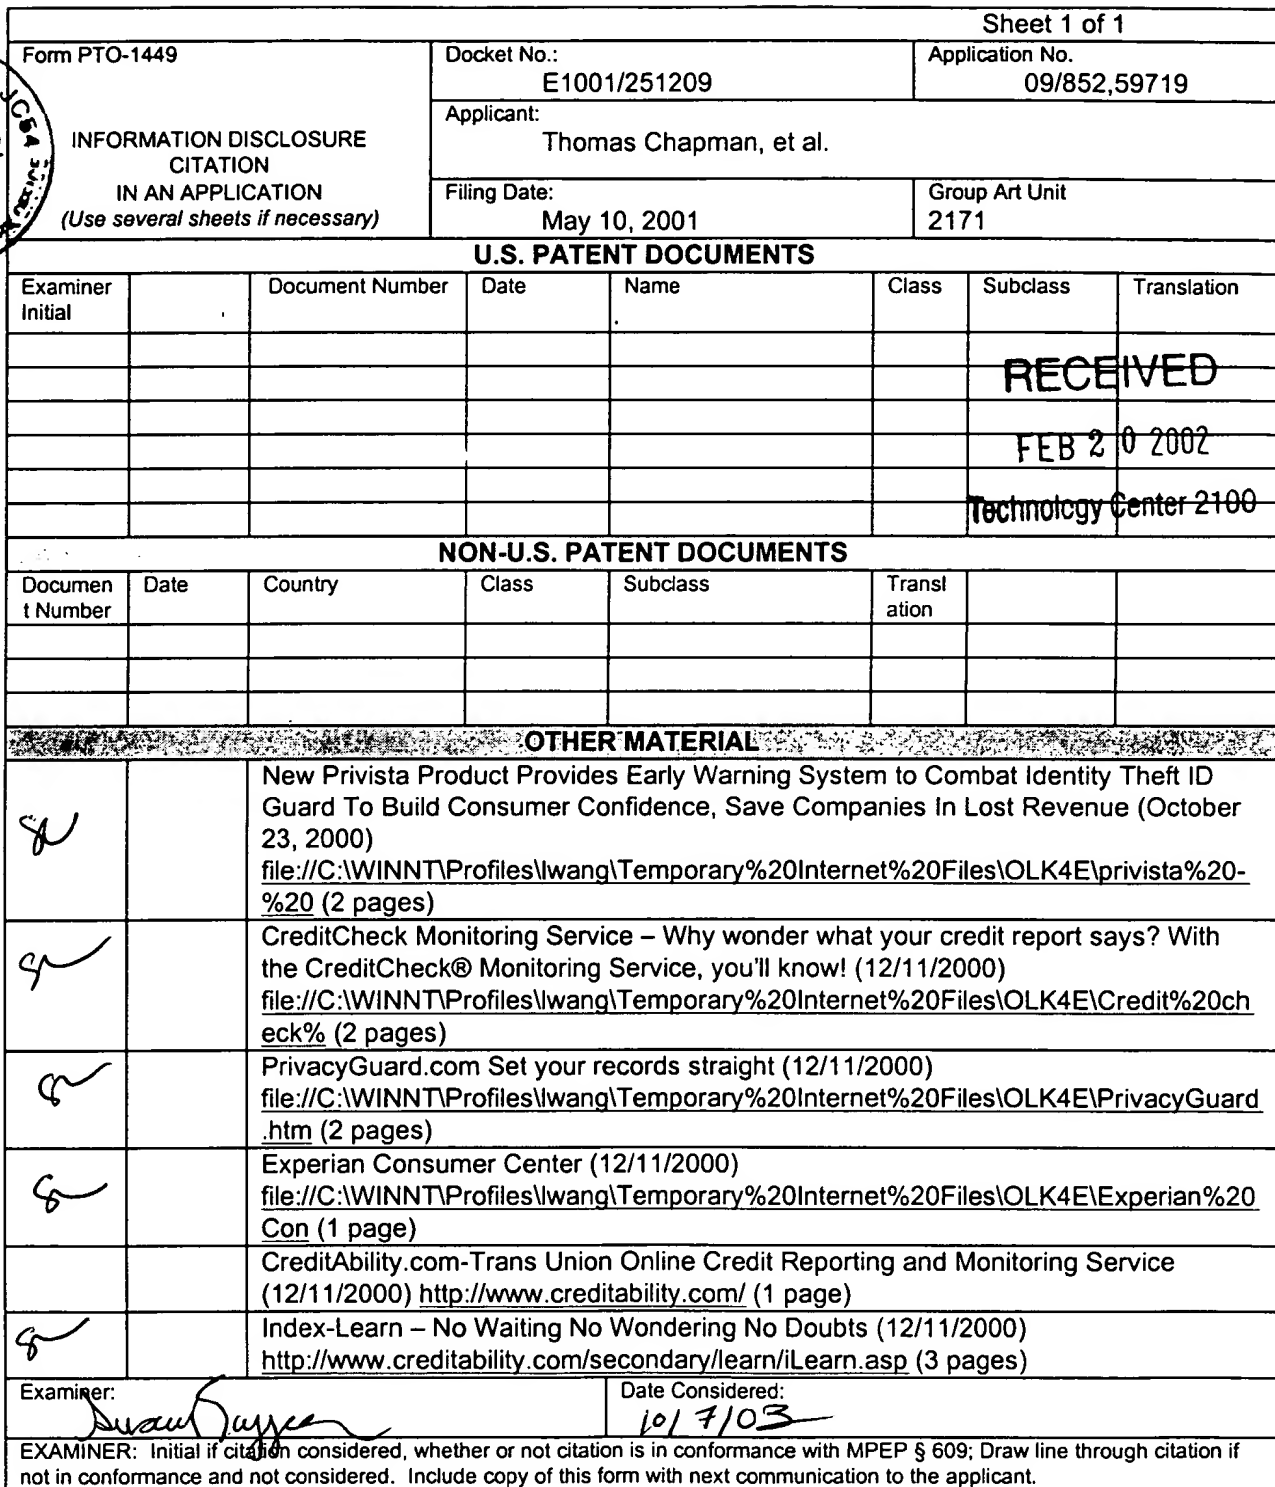 Sheet 1 of 1
Form PTO-1449
INFORMATION DISCLOSURE
CITATION
IN AN APPLICATION
(Use several sheets if necessary)
Docket No.:
E1001/251209
Application No.
09/852,59719
Applicant:
Thomas Chapman, et al.
Filing Date:
May 10, 2001
Group Art Unit
2171
U.S. PATENT DOCUMENTS
Examiner Initial
Document Number
Date
Name
Class
Subclass
Translation
RECEIVED
FEB 20 2002
Technology Center 2100
NON-U.S. PATENT DOCUMENTS
Documen
t Number
Date
Country
Class
Subclass
Transl
ation
OTHER MATERIAL
New Privista Product Provides Early Warning System to Combat Identity Theft ID
Guard To Build Consumer Confidence, Save Companies In Lost Revenue (October
23, 2000)
file://C:\WINNT\Profiles\lwang\Temporary%20Internet%20Files\OLK4E\privista%20-
%20 (2 pages)
CreditCheck Monitoring Service – Why wonder what your credit report says? With
the CreditCheck® Monitoring Service, you'll know! (12/11/2000)
file://C:\WINNT\Profiles\lwang\Temporary%20Internet%20Files\OLK4E\Credit%20ch
eck% (2 pages)
PrivacyGuard.com Set your records straight (12/11/2000)
file://C:\WINNT\Profiles\lwang\Temporary%20Internet%20Files\OLK4E\PrivacyGuard
.htm (2 pages)
Experian Consumer Center (12/11/2000)
file://C:\WINNT\Profiles\lwang\Temporary%20Internet%20Files\OLK4E\Experian%20
Con (1 page)
CreditAbility.com-Trans Union Online Credit Reporting and Monitoring Service
(12/11/2000) http://www.creditability.com/ (1 page)
Index-Learn – No Waiting No Wondering No Doubts (12/11/2000)
http://www.creditability.com/secondary/learn/iLearn.asp (3 pages)
Examiner:
Date Considered:
10/7/03
EXAMINER: Initial if citation considered, whether or not citation is in conformance with MPEP § 609; Draw line through citation if
not in conformance and not considered. Include copy of this form with next communication to the applicant.